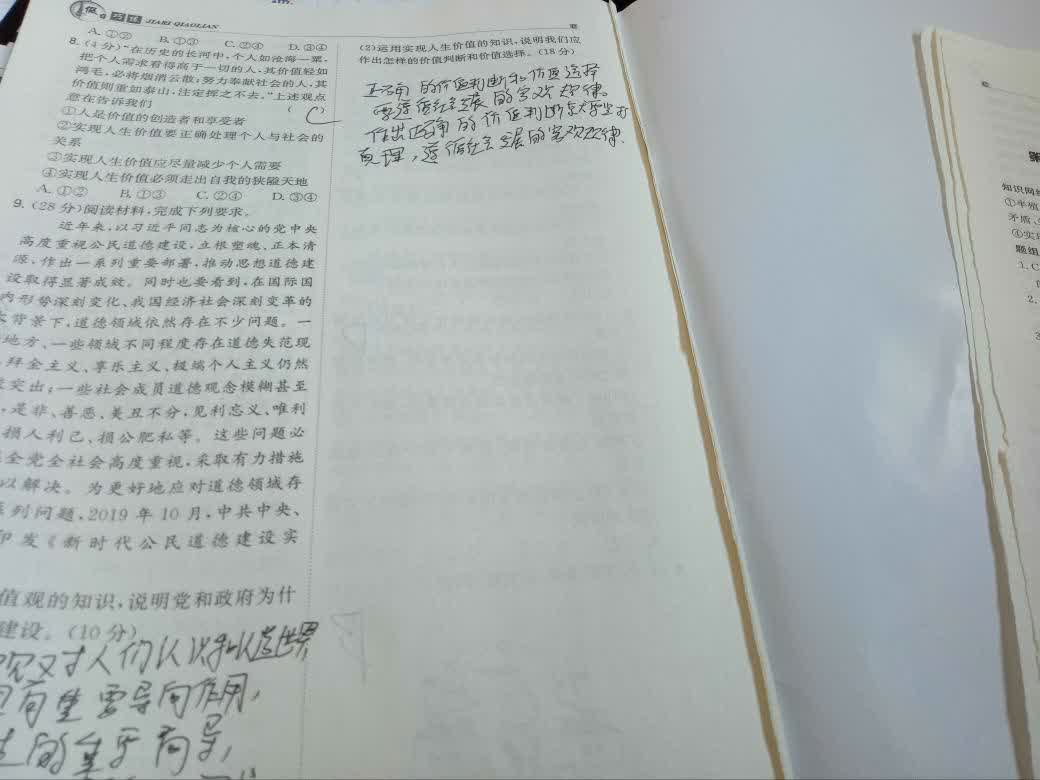 假日巧练 JIARI QIAOLIAN
A. ①② B. ①③ C. ②④ D. ③④
8. (4分)“在历史的长河中,个人如沧海一粟,
把个人需求看得高于一切的人,其价值轻如
鸿毛,必将烟消云散;努力奉献社会的人,其
价值则重如泰山,注定挥之不去。”上述观点
意在告诉我们 ( C
①人是价值的创造者和享受者
②实现人生价值要正确处理个人与社会的
关系
③实现人生价值应尽量减少个人需要
④实现人生价值必须走出自我的狭隘天地
A. ①② B. ①③ C. ②④ D. ③④
9. (28分)阅读材料,完成下列要求。
近年来,以习近平同志为核心的党中央
高度重视公民道德建设,立根塑魂、正本清
源,作出一系列重要部署,推动思想道德建
设取得显著成效。同时也要看到,在国际国
内形势深刻变化、我国经济社会深刻变革的
大背景下,道德领域依然存在不少问题。一
地方、一些领域不同程度存在道德失范现
拜金主义、享乐主义、极端个人主义仍然
突出;一些社会成员道德观念模糊甚至
,是非、善恶、美丑不分,见利忘义、唯利
损人利己、损公肥私等。这些问题必
全党全社会高度重视,采取有力措施
以解决。为更好地应对道德领域存
系列问题,2019年10月,中共中央、
印发《新时代公民道德建设实
值观的知识,说明党和政府为什
建设。(10分)
观对人们认识和改造世界
具有重要导向作用,
的 向导,
(2)运用实现人生价值的知识,说明我们应
作出怎样的价值判断和价值选择。(18分)
正确的价值判断和价值选择
要遵循社会发展的客观规律。
作出正确的价值判断
真理,遵循社会发展的客观规律.
知识网络
①半殖
矛盾、
④实
题组
1. C
2.